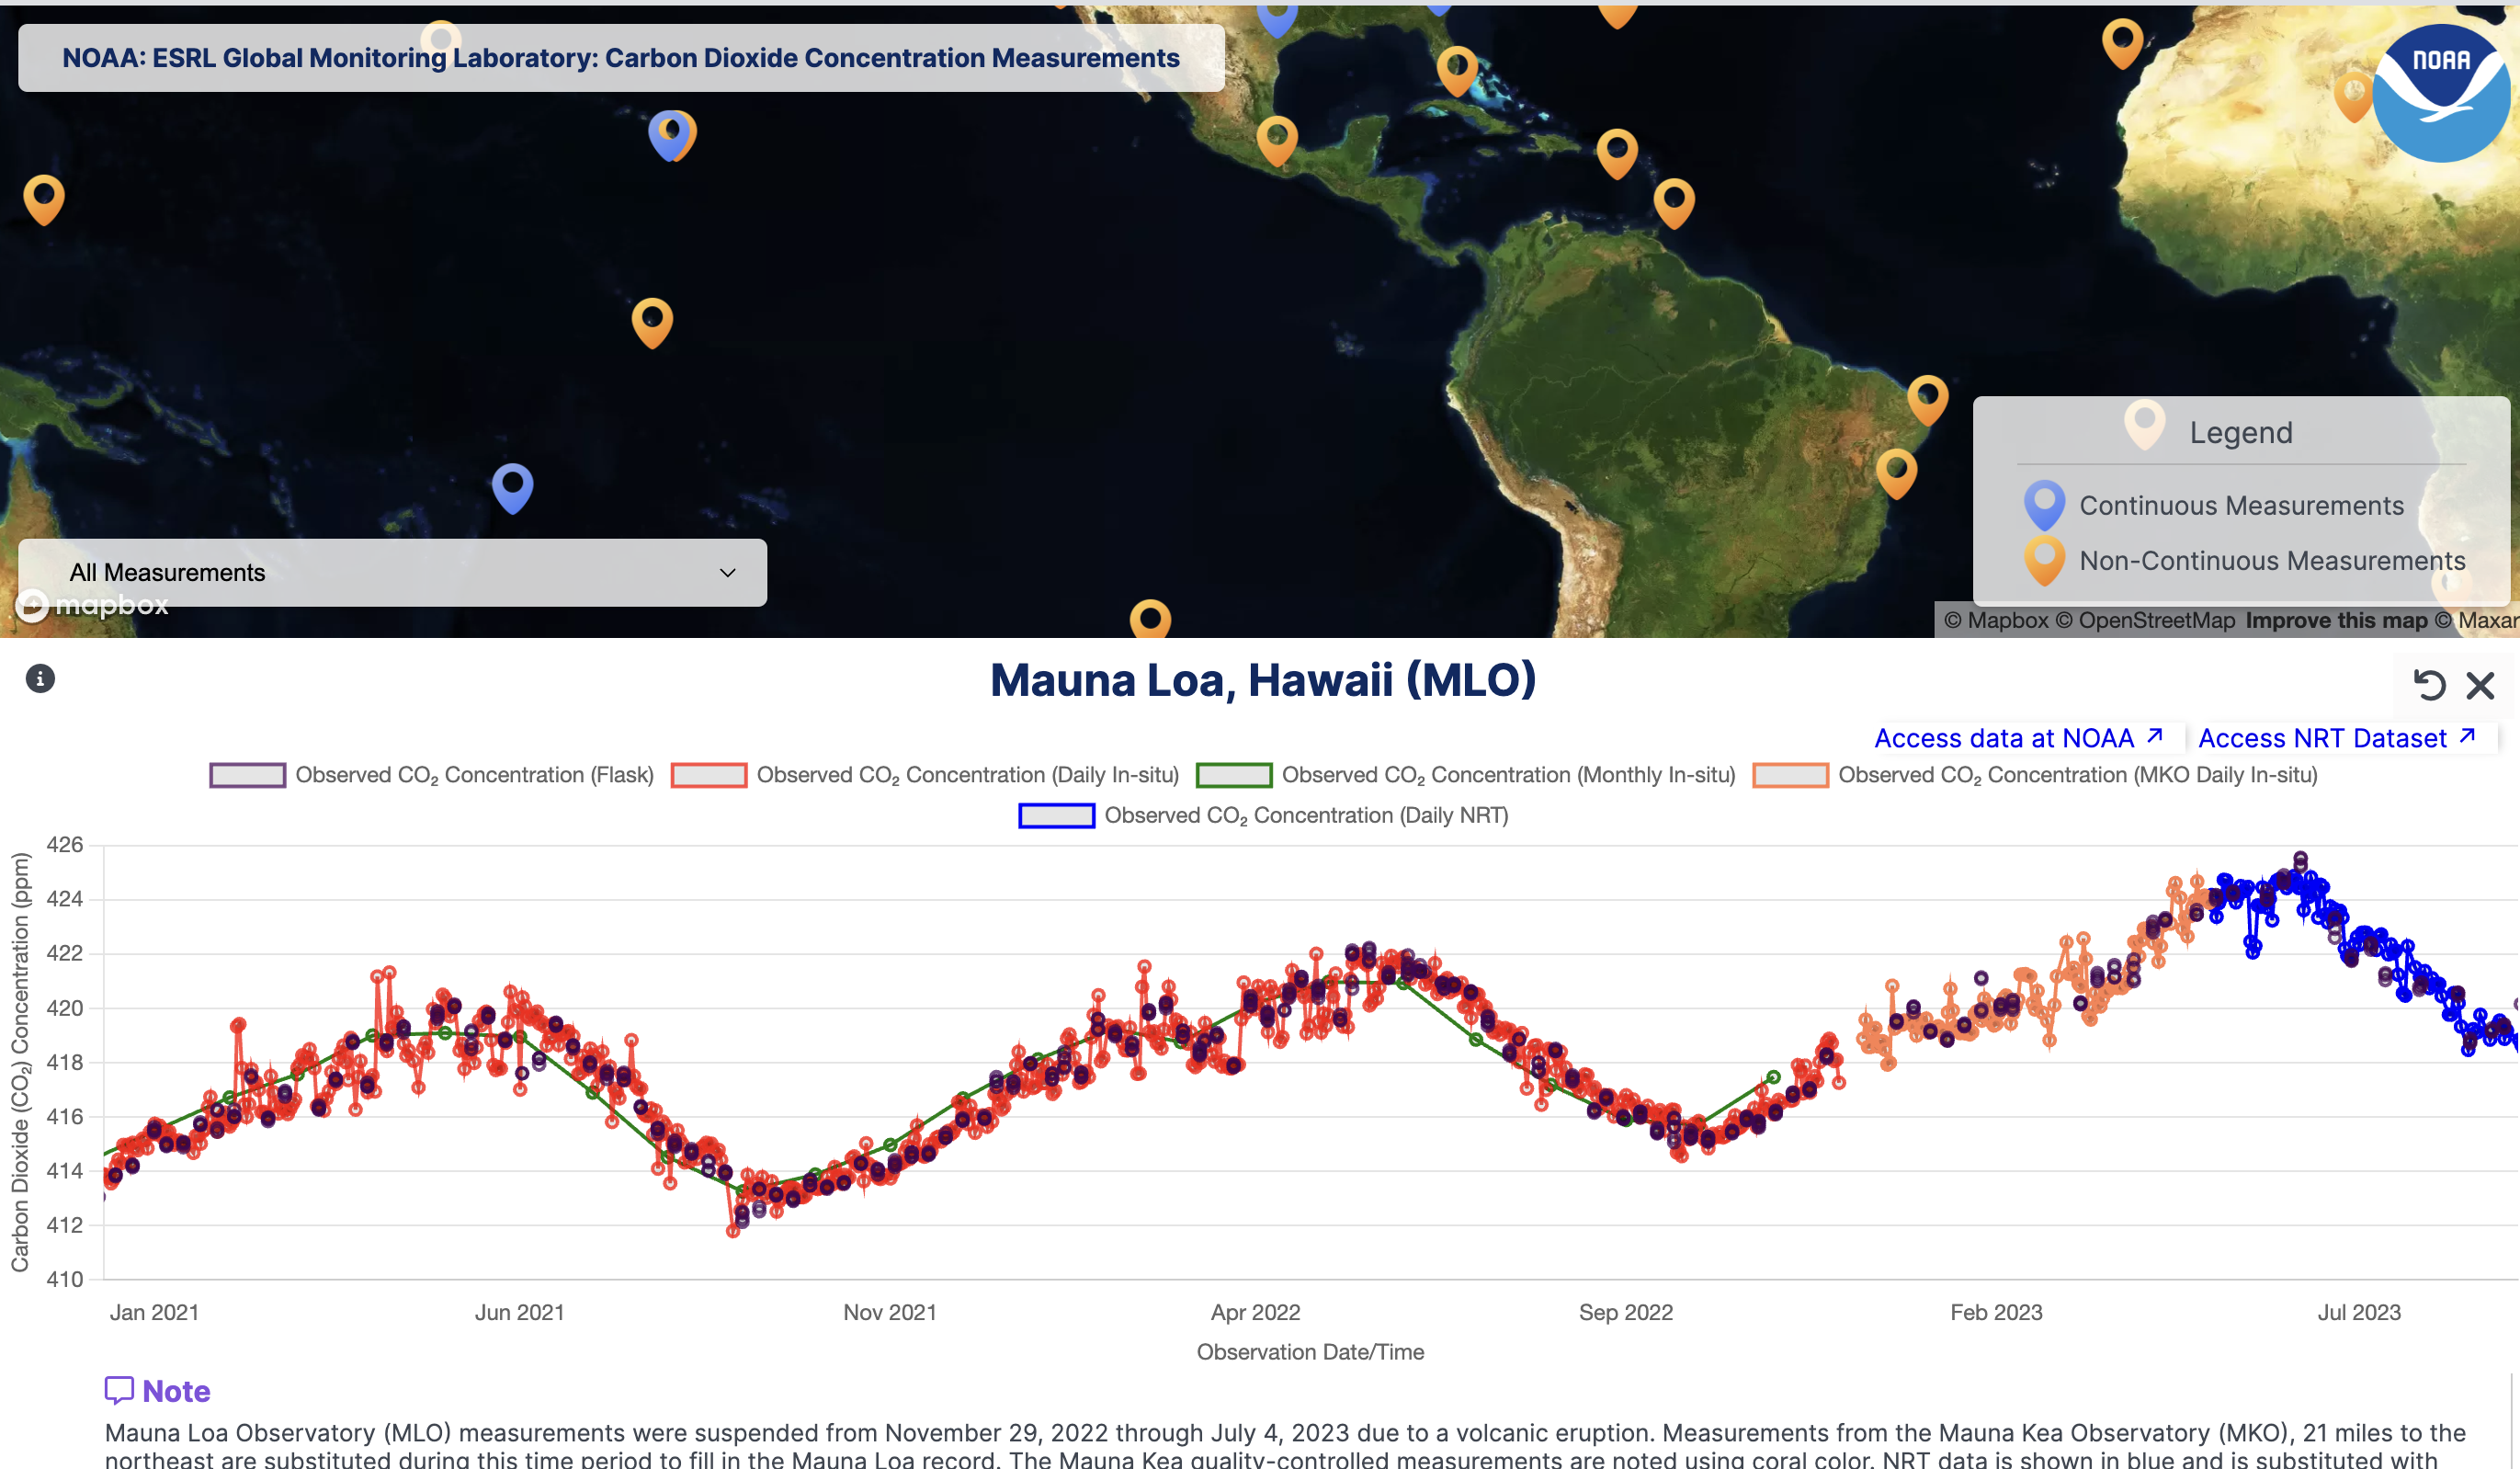 NOAA: ESRL Global Monitoring Laboratory: Carbon Dioxide Concentration Measurements
NOAA
Legend
Continuous Measurements
Non-Continuous Measurements
All Measurements
mapbox
© Mapbox © OpenStreetMap Improve this map © Maxar
Mauna Loa, Hawaii (MLO)
Access data at NOAA ↗ Access NRT Dataset ↗
Observed CO₂ Concentration (Flask) Observed CO₂ Concentration (Daily In-situ) Observed CO₂ Concentration (Monthly In-situ) Observed CO₂ Concentration (MKO Daily In-situ)
Observed CO₂ Concentration (Daily NRT)
Carbon Dioxide (CO₂) Concentration (ppm)
426
424
422
420
418
416
414
412
410
Jan 2021 Jun 2021 Nov 2021 Apr 2022 Sep 2022 Feb 2023 Jul 2023
Observation Date/Time
Note
Mauna Loa Observatory (MLO) measurements were suspended from November 29, 2022 through July 4, 2023 due to a volcanic eruption. Measurements from the Mauna Kea Observatory (MKO), 21 miles to the
northeast are substituted during this time period to fill in the Mauna Loa record. The Mauna Kea quality-controlled measurements are noted using coral color. NRT data is shown in blue and is substituted with